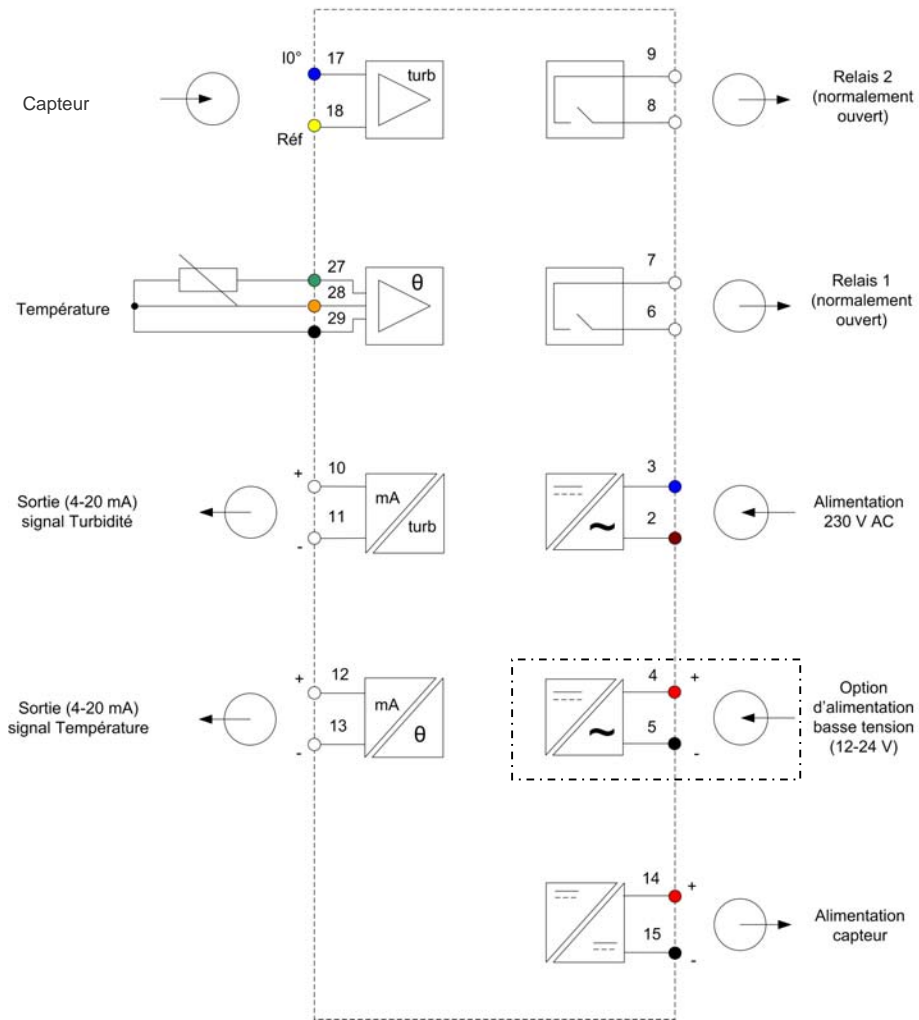 I0°
17
turb
Capteur
18
Réf
9
8
Relais 2
(normalement
ouvert)
27
28
29
θ
Température
7
6
Relais 1
(normalement
ouvert)
+
10
mA
Sortie (4-20 mA)
signal Turbidité
11
turb
-
3
2
~
Alimentation
230 V AC
+
12
mA
Sortie (4-20 mA)
signal Température
13
θ
-
4
+
5
~
-
Option
d'alimentation
basse tension
(12-24 V)
14
+
15
-
Alimentation
capteur